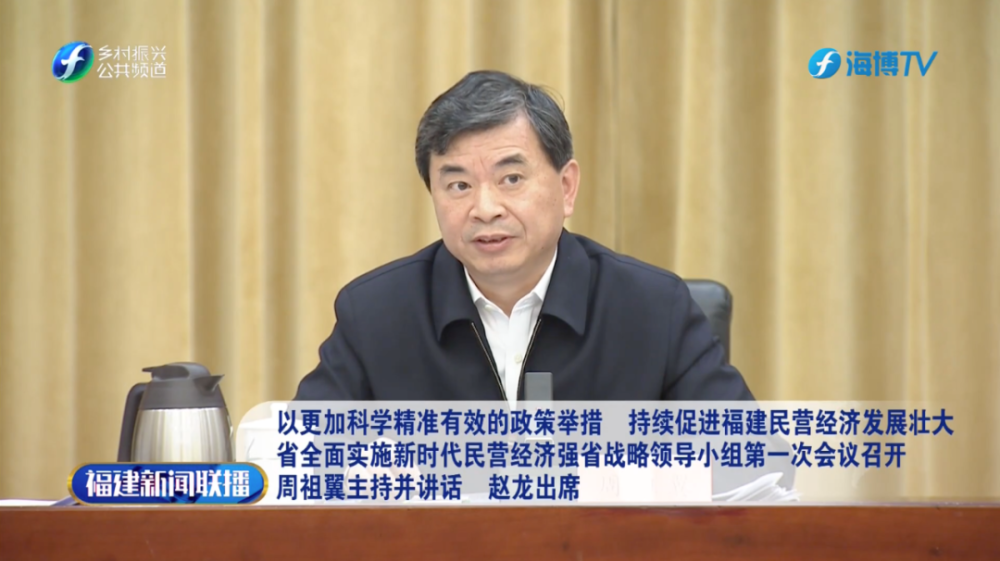 乡村振兴
公共频道
海博TV
以更加科学精准有效的政策举措 持续促进福建民营经济发展壮大
省全面实施新时代民营经济强省战略领导小组第一次会议召开
福建新闻联播
周祖翼主持并讲话 赵龙出席